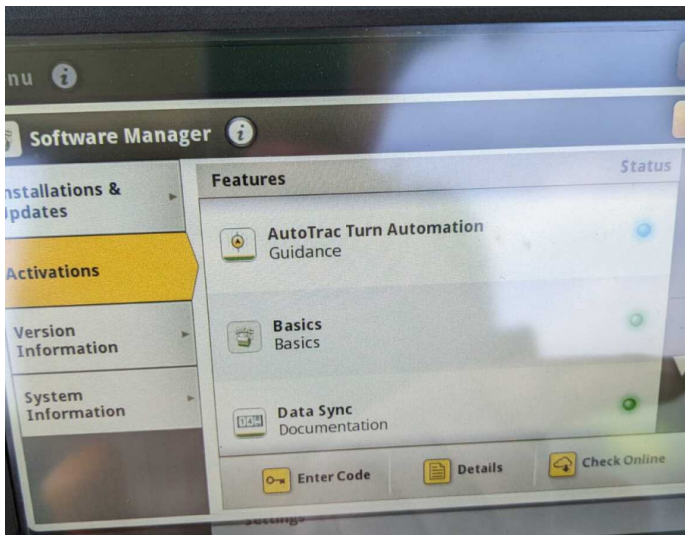 nu
Software Manager
nstallations &
pdates
Activations
Version
Information
System
Information
Features
Status
AutoTrac Turn Automation
Guidance
Basics
Basics
Data Sync
Documentation
Enter Code
Details
Check Online
Settings